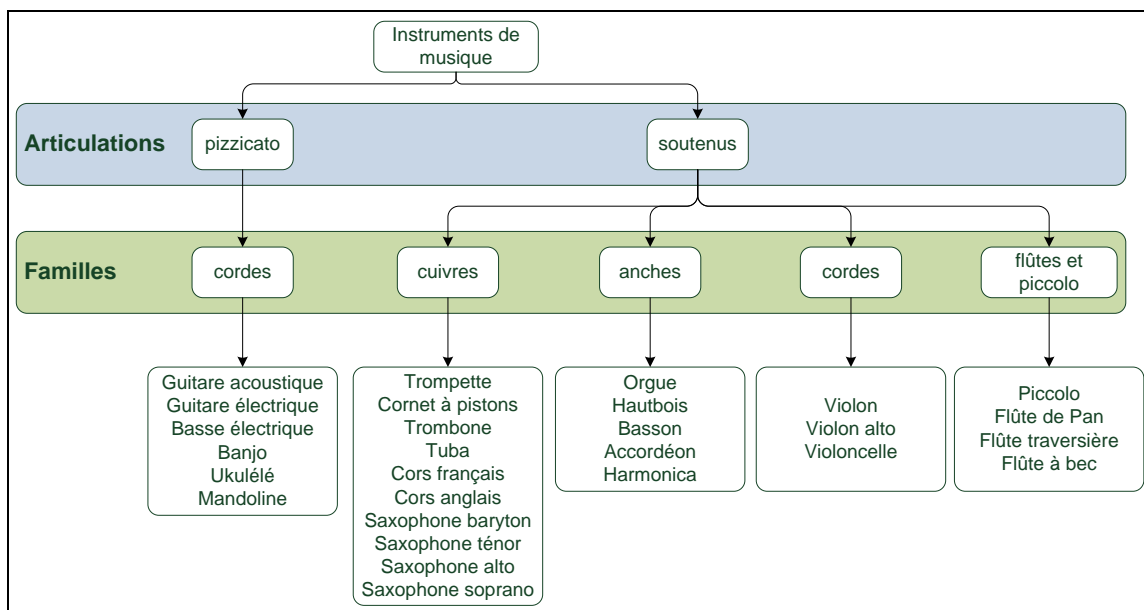 Instruments de
musique
Articulations
pizzicato
soutenus
Familles
cordes
cuivres
anches
cordes
flûtes et
piccolo
Guitare acoustique
Guitare électrique
Basse électrique
Banjo
Ukulélé
Mandoline
Trompette
Cornet à pistons
Trombone
Tuba
Cors français
Cors anglais
Saxophone baryton
Saxophone ténor
Saxophone alto
Saxophone soprano
Orgue
Hautbois
Basson
Accordéon
Harmonica
Violon
Violon alto
Violoncelle
Piccolo
Flûte de Pan
Flûte traversière
Flûte à bec